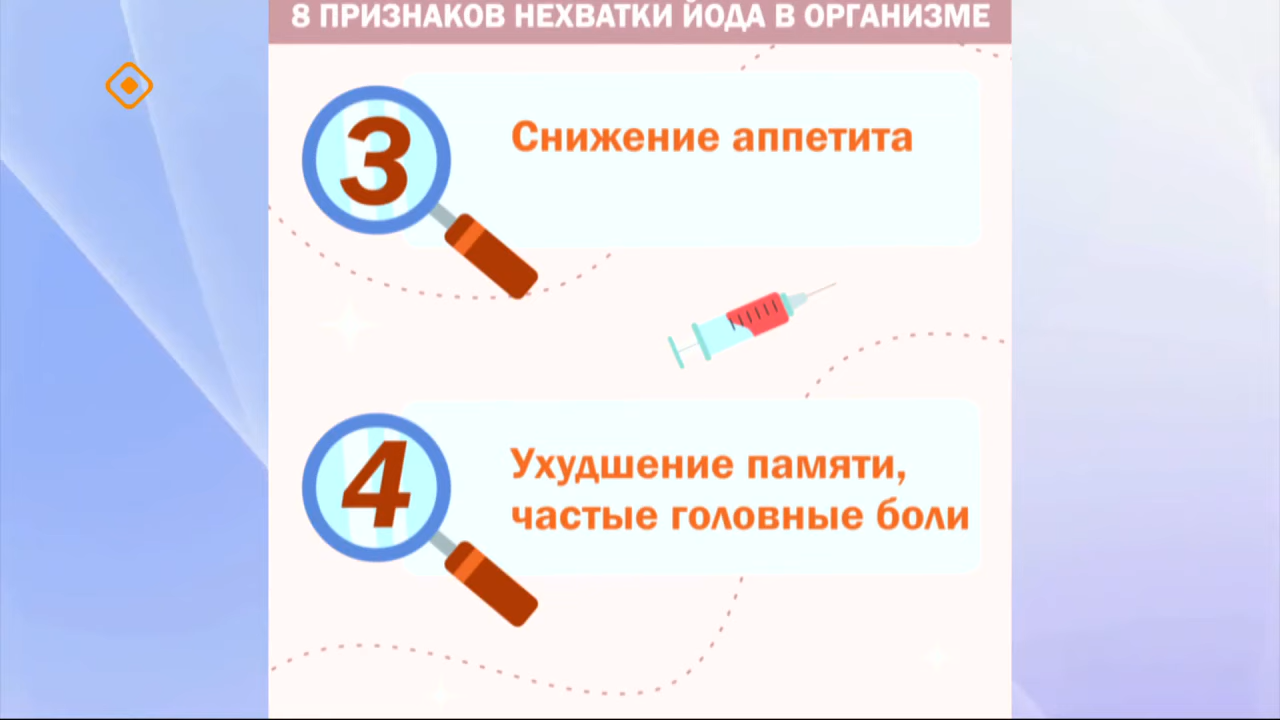 8 ПРИЗНАКОВ НЕХВАТКИ ЙОДА В ОРГАНИЗМЕ
3
Снижение аппетита
4
Ухудшение памяти,
частые головные боли